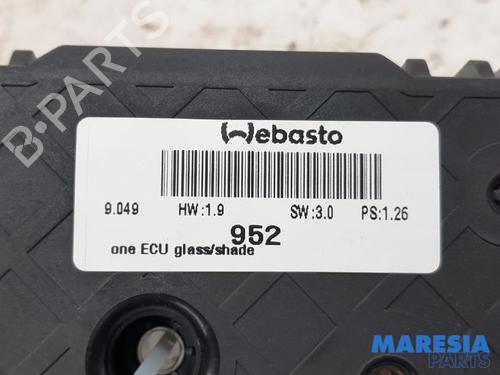 Webasto
9.049 HW:1.9 SW:3.0 PS:1.26
952
one ECU glass/shade
B-PARTS
MARESIA
PARTS